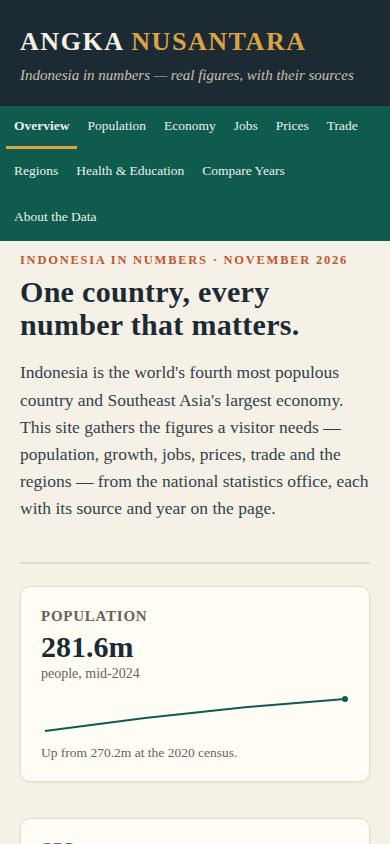 ANGKA NUSANTARA
Indonesia in numbers — real figures, with their sources
Overview Population Economy Jobs Prices Trade
Regions Health & Education Compare Years
About the Data
INDONESIA IN NUMBERS · NOVEMBER 2026
One country, every
number that matters.
Indonesia is the world's fourth most populous
country and Southeast Asia's largest economy.
This site gathers the figures a visitor needs —
population, growth, jobs, prices, trade and the
regions — from the national statistics office, each
with its source and year on the page.
POPULATION
281.6m
people, mid-2024
Up from 270.2m at the 2020 census.